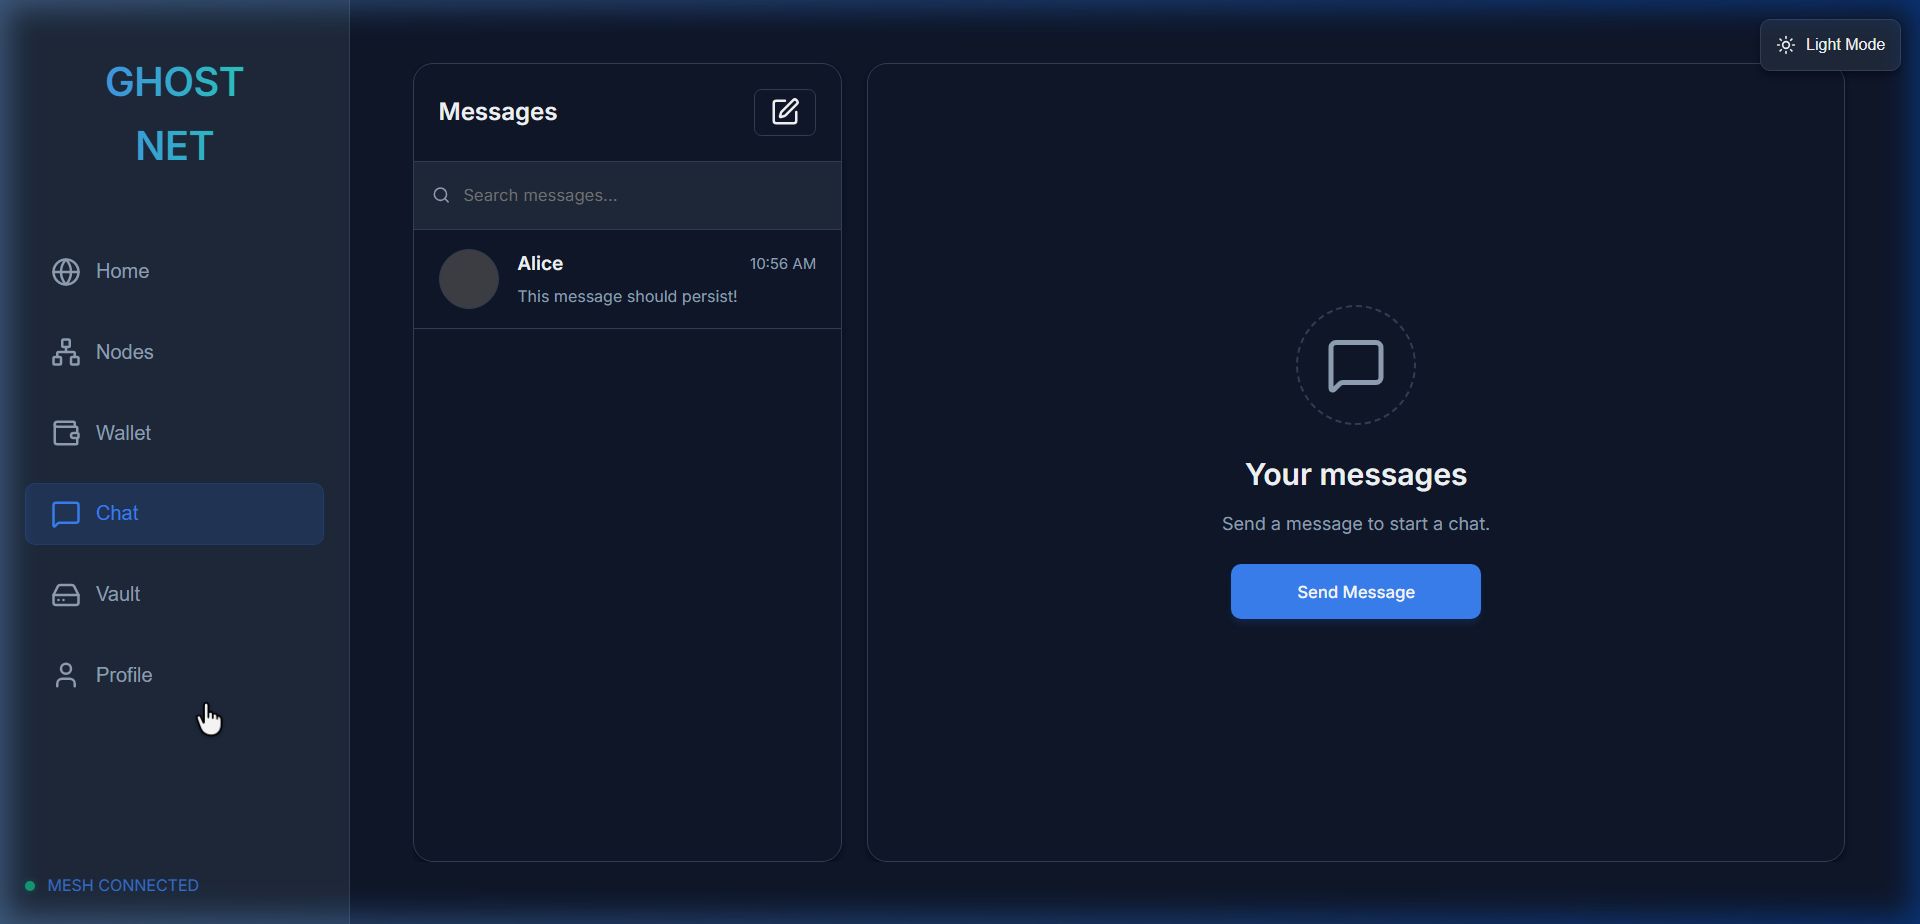 GHOST
NET
Home
Nodes
Wallet
Chat
Vault
Profile
MESH CONNECTED
Messages
Search messages...
Alice
10:56 AM
This message should persist!
Your messages
Send a message to start a chat.
Send Message
Light Mode